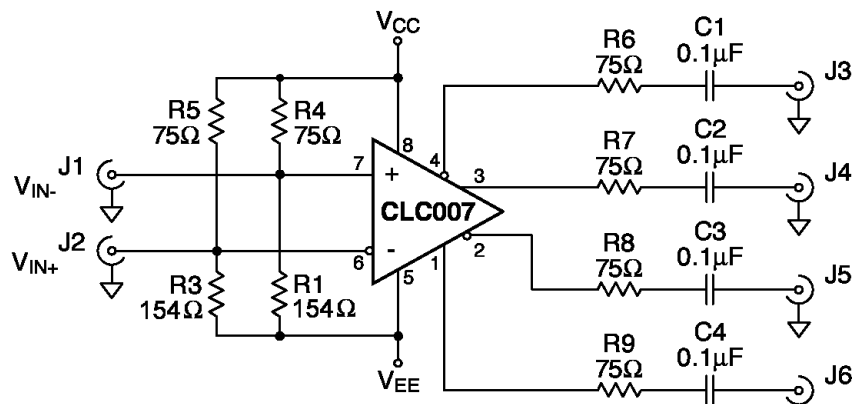 VCC
R6
75Ω
C1
0.1μF
J3
R5
75Ω
R4
75Ω
8
4
R7
75Ω
C2
0.1μF
J4
J1
VIN-
7
+
3
CLC007
J2
VIN+
6
-
2
1
5
R8
75Ω
C3
0.1μF
J5
R3
154Ω
R1
154Ω
VEE
R9
75Ω
C4
0.1μF
J6